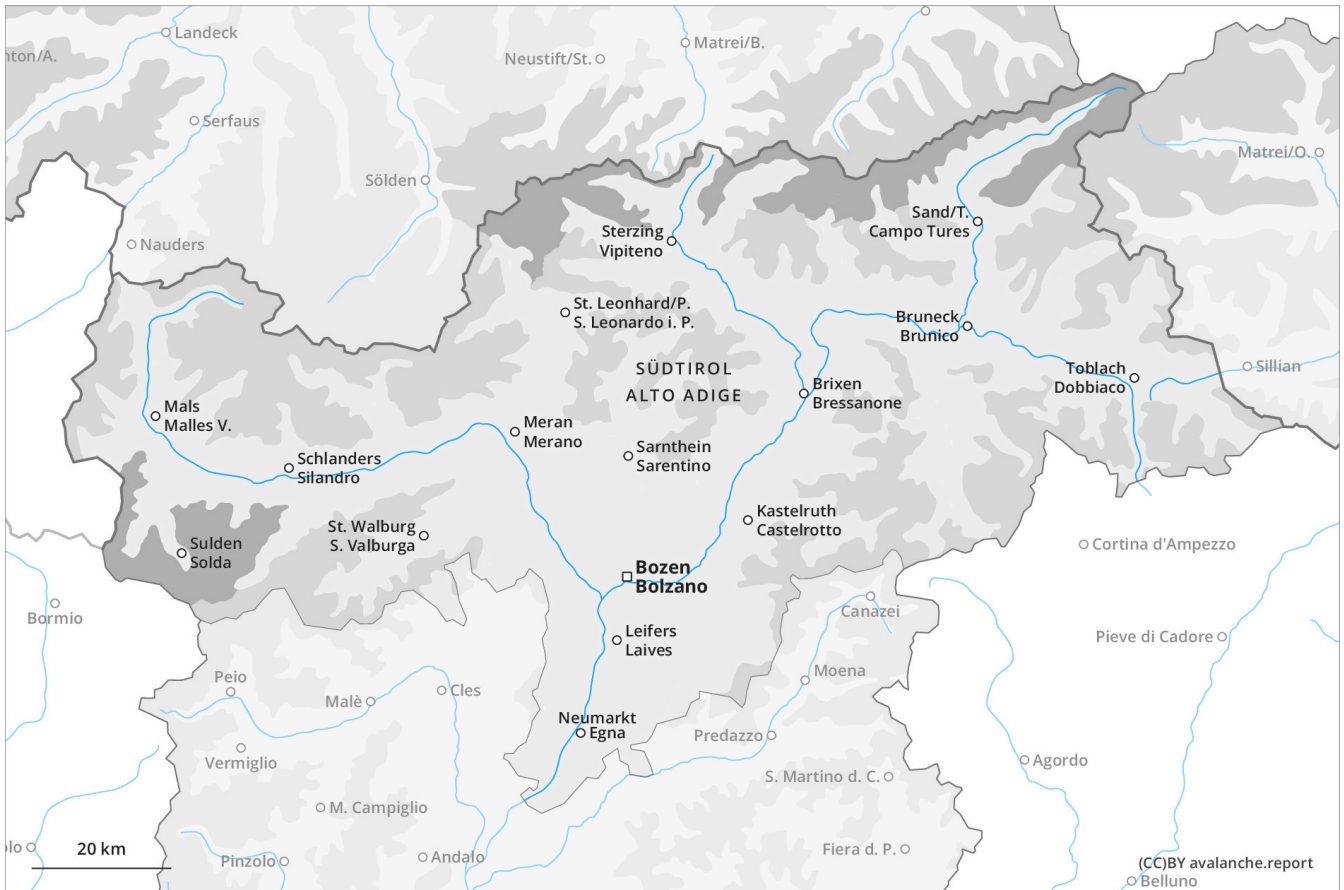 Landeck
Matrei/B.
nton/A.
Neustift/St.
Serfaus
Matrei/O.
Sölden
Sand/T.
Campo Tures
Nauders
Sterzing
Vipiteno
St. Leonhard/P.
S. Leonardo i. P.
Bruneck
Brunico
SÜDTIROL
ALTO ADIGE
Toblach
Dobbiaco
Sillian
Brixen
Bressanone
Mals
Malles V.
Meran
Merano
Sarnthein
Sarentino
Schlanders
Silandro
Kastelruth
Castelrotto
St. Walburg
S. Valburga
Sulden
Solda
Cortina d'Ampezzo
Bozen
Bolzano
Bormio
Canazei
Leifers
Laives
Pieve di Cadore
Moena
Peio
Malè
Cles
Neumarkt
Egna
Predazzo
Vermiglio
Agordo
S. Martino d. C.
M. Campiglio
olo
20 km
Pinzolo
Andalo
Fiera d. P.
(CC)BY avalanche.report
Belluno